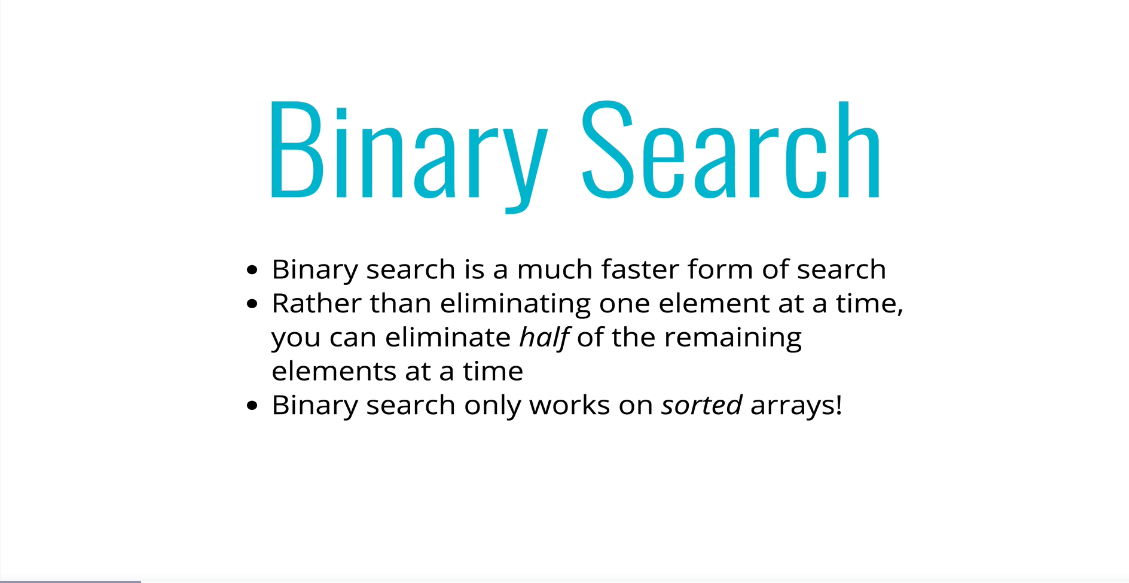 Binary Search
• Binary search is a much faster form of search
• Rather than eliminating one element at a time,
you can eliminate half of the remaining
elements at a time
• Binary search only works on sorted arrays!